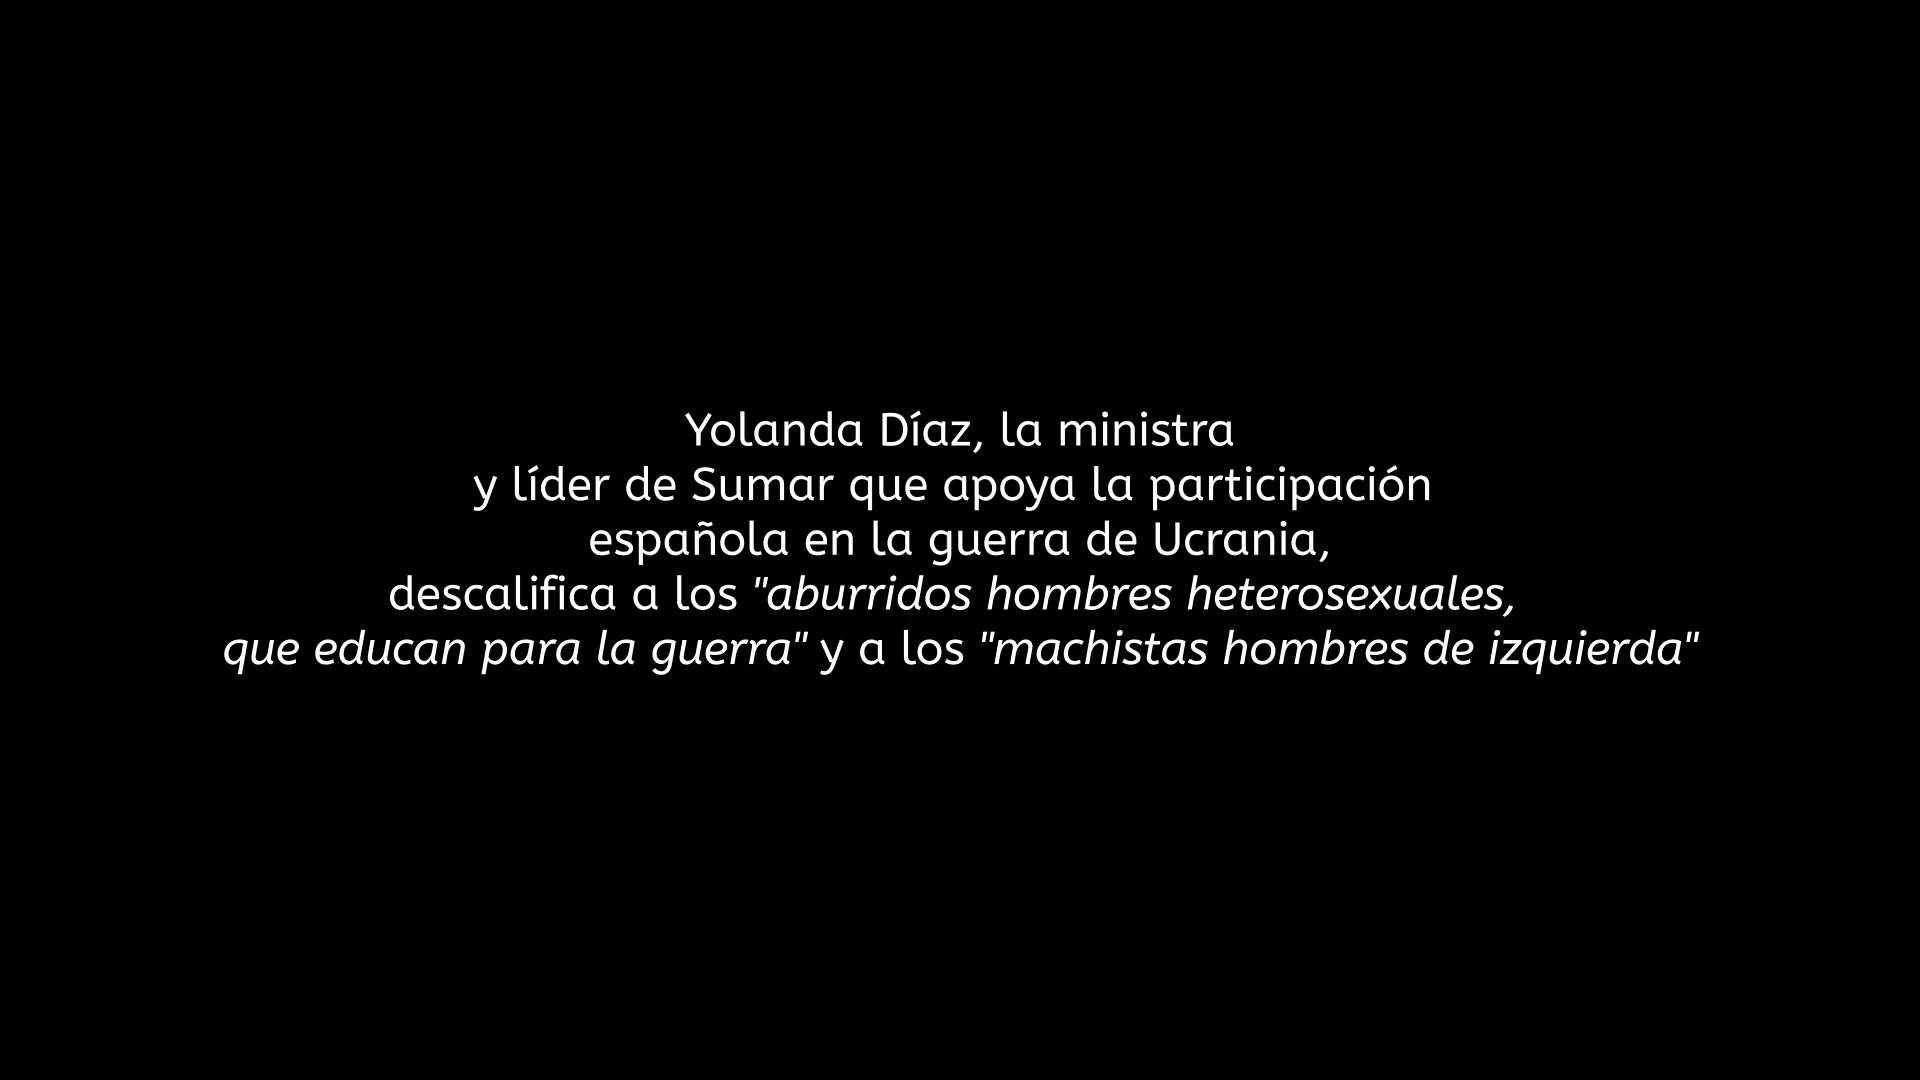 Yolanda Díaz, la ministra
y líder de Sumar que apoya la participación
española en la guerra de Ucrania,
descalifica a los "aburridos hombres heterosexuales,
que educan para la guerra" y a los "machistas hombres de izquierda"